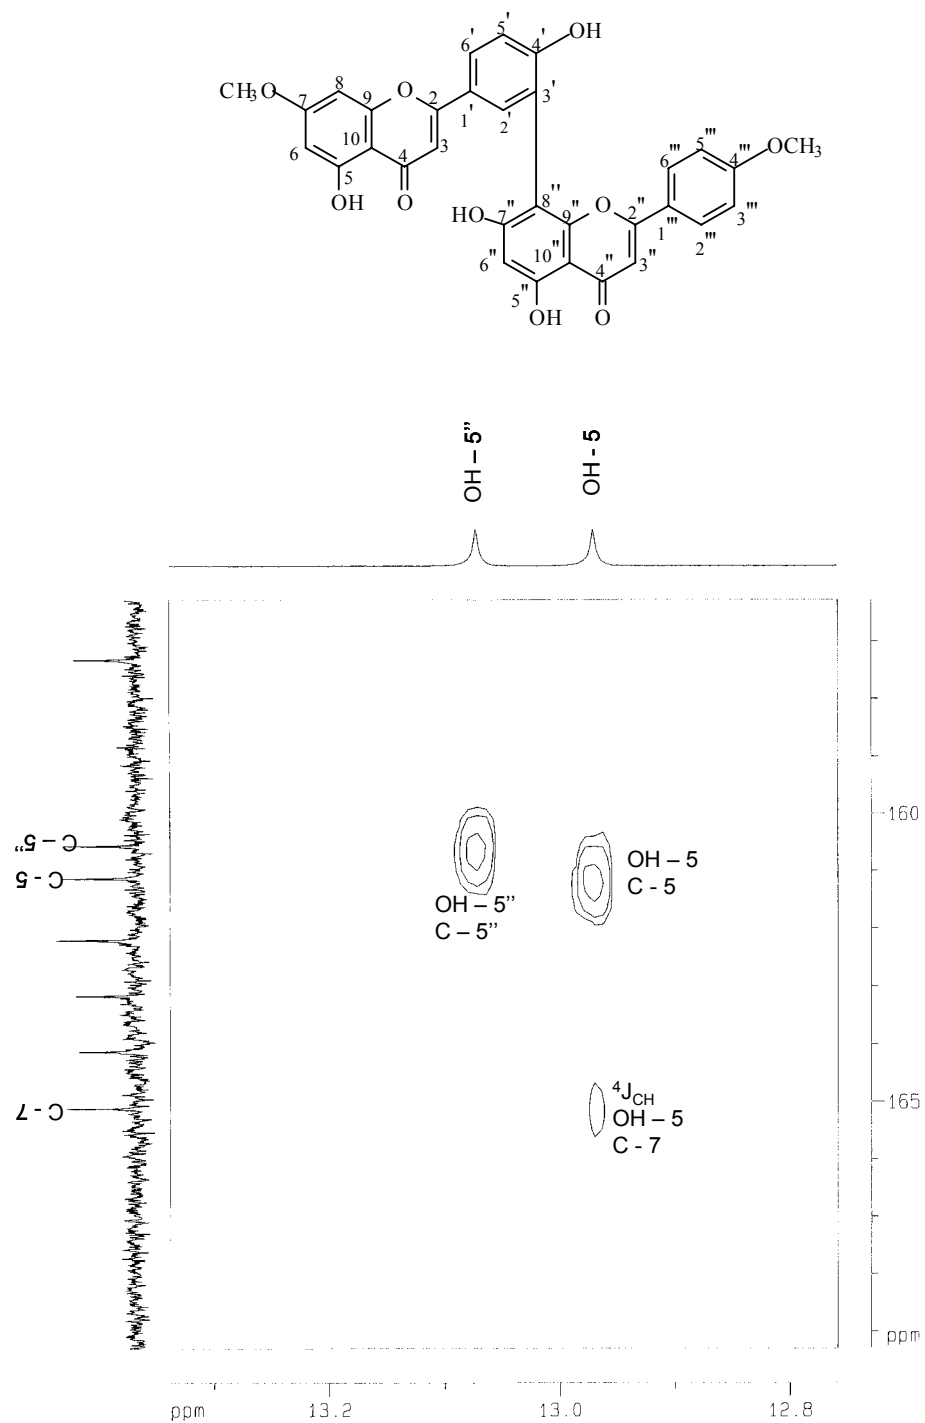 OH
CH3O
OCH3
8
7
6
5
9
10
O
2
3
4
OH
O
1'
2'
3'
4'
5'
6'
HO
7''
8''
9''
10''
6''
5''
O
2''
3''
4''
OH
O
1'''
2'''
3'''
4'''
5'''
6'''
OH – 5”
OH - 5
C – 5’’
C - 5
C - 7
OH – 5’’
C – 5’’
OH – 5
C - 5
4JCH
OH – 5
C - 7
160
165
ppm
ppm 13.2 13.0 12.8